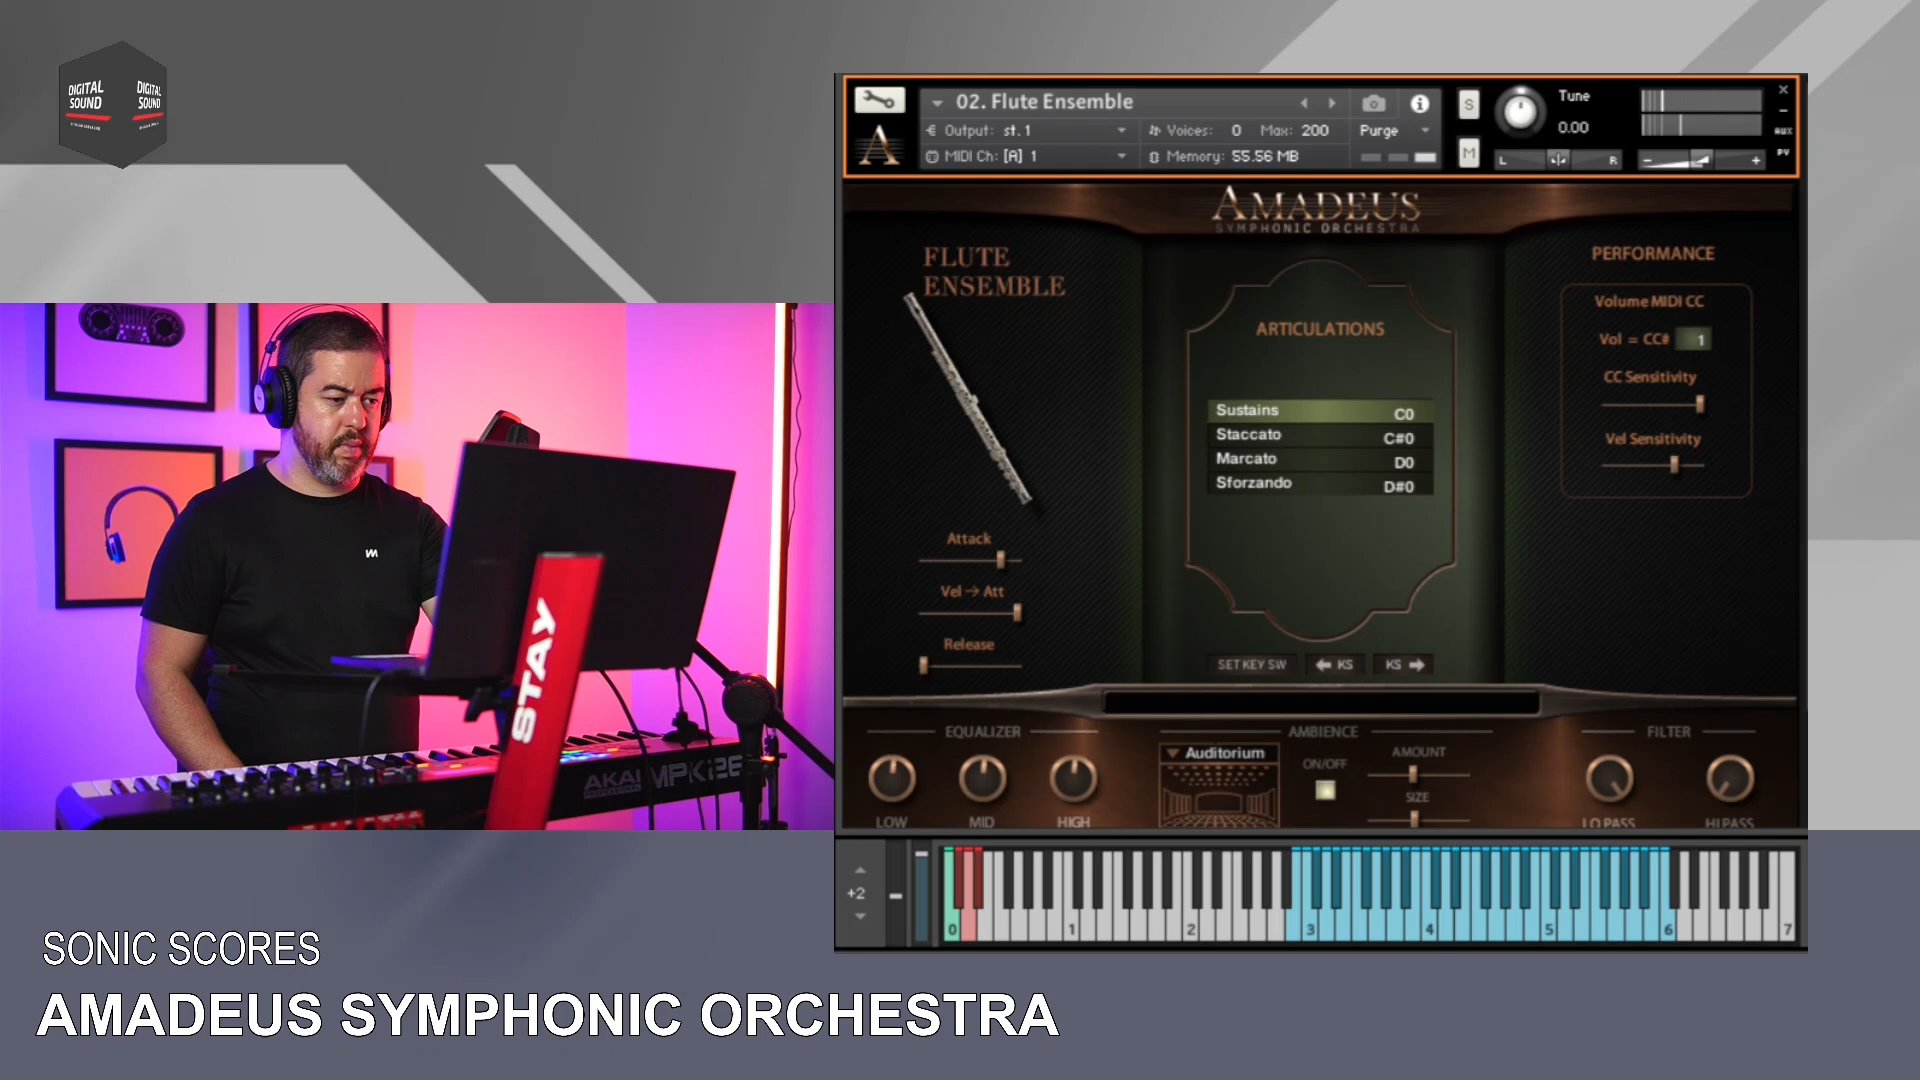 DIGITAL
SOUND
DIGITAL
SOUND
02. Flute Ensemble
Output: st.1
Voices: 0 Max: 200
Purge
MIDI Ch: [A] 1
Memory: 55.56 MB
S
M
Tune
0.00
L
R
AUX
PV
A
AMADEUS
SYMPHONIC ORCHESTRA
FLUTE
ENSEMBLE
ARTICULATIONS
Sustains C0
Staccato C#0
Marcato D0
Sforzando D#0
PERFORMANCE
Volume MIDI CC
Vol = CC# 1
CC Sensitivity
Vel Sensitivity
Attack
Vel → Att
Release
SET KEY SW
← KS
KS →
EQUALIZER
LOW
MID
HIGH
AMBIENCE
Auditorium
ON/OFF
AMOUNT
SIZE
FILTER
LO PASS
HI PASS
+2
0 1 2 3 4 5 6 7
STAY
AKAI
PROFESSIONAL
MPK
SONIC SCORES
AMADEUS SYMPHONIC ORCHESTRA